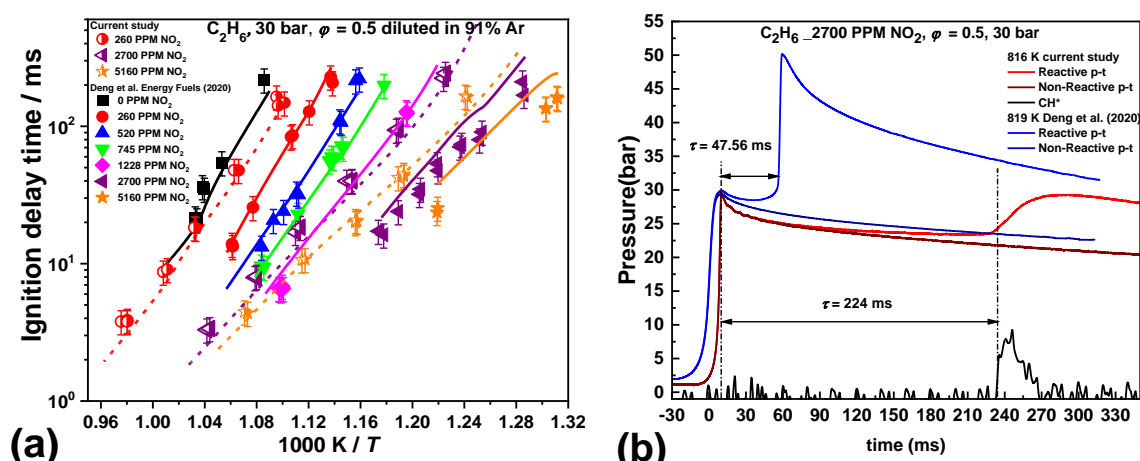 C₂H₆, 30 bar, φ = 0.5 diluted in 91% Ar
Current study
260 PPM NO₂
2700 PPM NO₂
5160 PPM NO₂
Deng et al. Energy Fuels (2020)
0 PPM NO₂
260 PPM NO₂
520 PPM NO₂
745 PPM NO₂
1228 PPM NO₂
2700 PPM NO₂
5160 PPM NO₂
Ignition delay time / ms
10²
10¹
10⁰
0.96 1.00 1.04 1.08 1.12 1.16 1.20 1.24 1.28 1.32
1000 K / T
(a)
C₂H₆ _2700 PPM NO₂, φ = 0.5, 30 bar
816 K current study
Reactive p-t
Non-Reactive p-t
CH*
819 K Deng et al. (2020)
Reactive p-t
Non-Reactive p-t
τ = 47.56 ms
τ = 224 ms
Pressure(bar)
55
50
45
40
35
30
25
20
15
10
5
0
-30 0 30 60 90 120 150 180 210 240 270 300 330
time (ms)
(b)